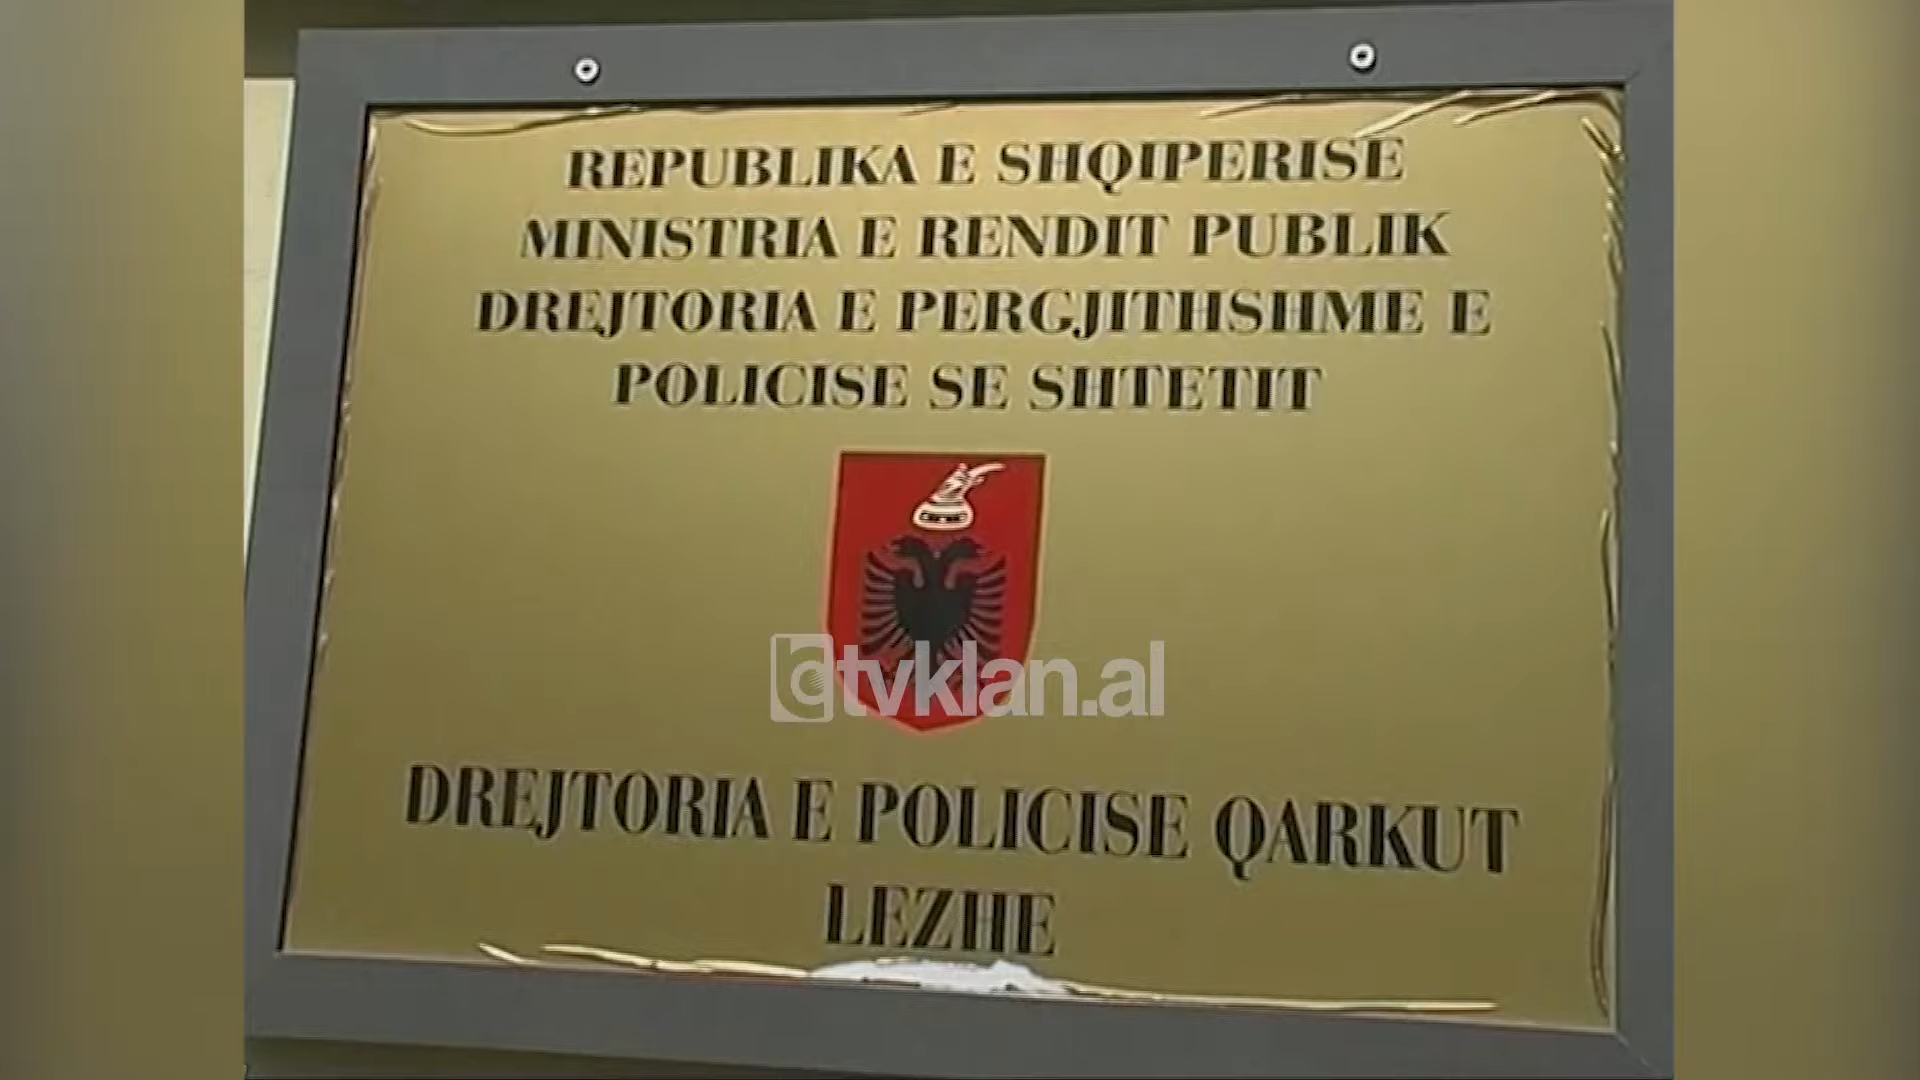 REPUBLIKA E SHQIPERISE
MINISTRIA E RENDIT PUBLIK
DREJTORIA E PERGJITHSHME E
POLICISE SE SHTETIT
tvklan.al
DREJTORIA E POLICISE QARKUT
LEZHE